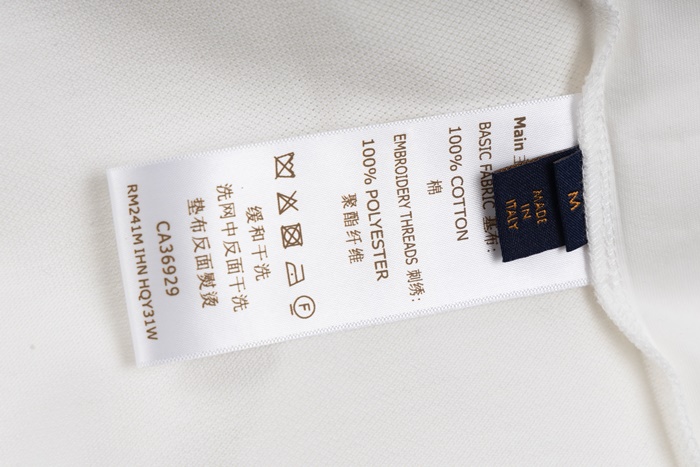 Main
BASIC FABRIC 基布:
100% COTTON
棉
EMBROIDERY THREADS 刺绣:
100% POLYESTER
聚酯纤维
F
缓和干洗
洗网中反面干洗
垫布反面熨烫
CA36929
RM241M1HN HQY31W
MADE
IN
ITALY
M